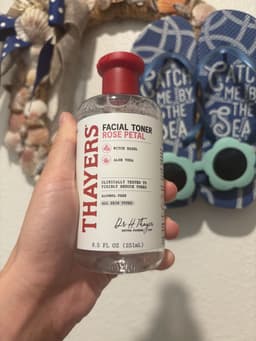 THAYERS
FACIAL TONER
ROSE PETAL
WITCH HAZEL
ALOE VERA
CLINICALLY TESTED TO
VISIBLY REDUCE PORES
ALCOHOL FREE
ALL SKIN TYPES
Dr H Thayer
8.5 FL OZ (251mL)
CATCH
ME BY
THE
SEA
CATCH
ME BY
THE
SEA